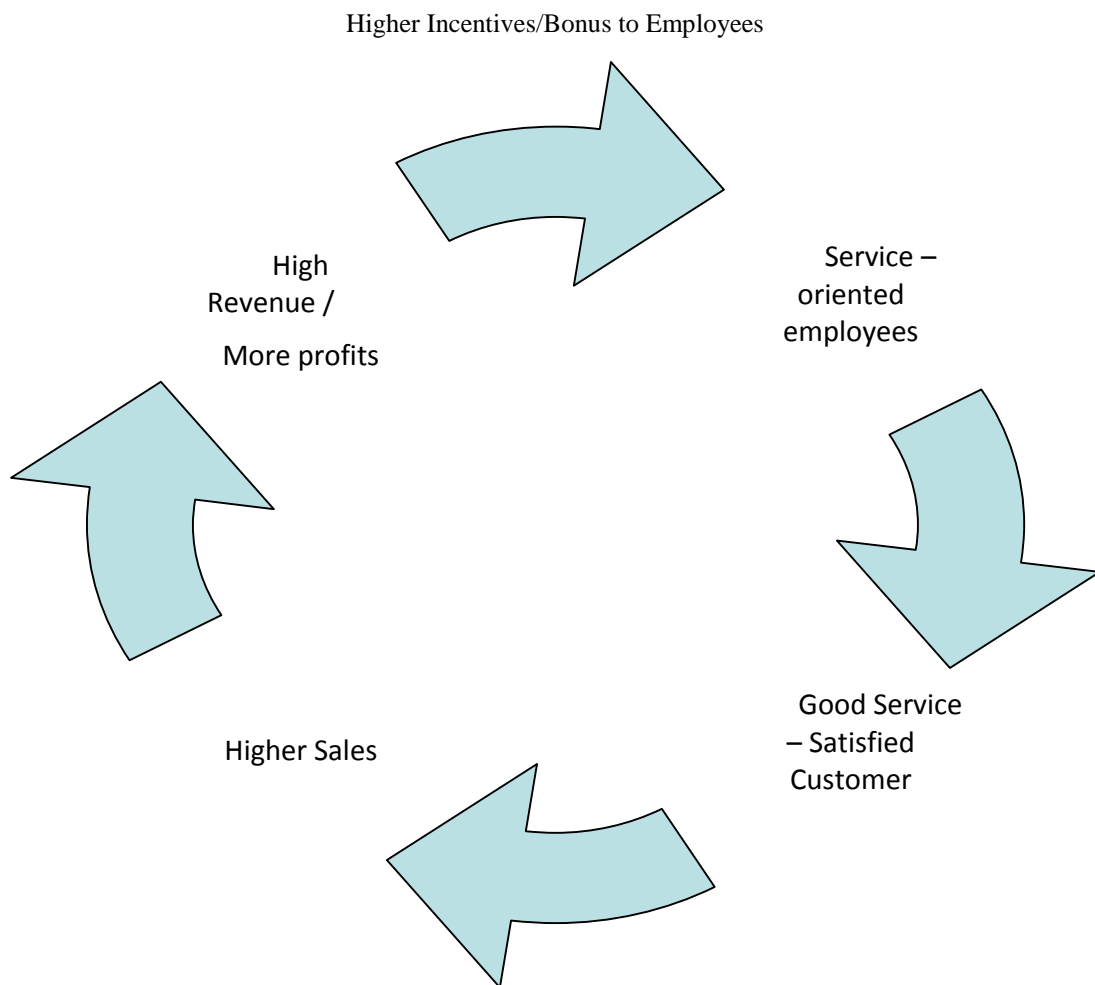 Higher Incentives/Bonus to Employees
High
Revenue /
More profits
Service –
oriented
employees
Good Service
– Satisfied
Customer
Higher Sales